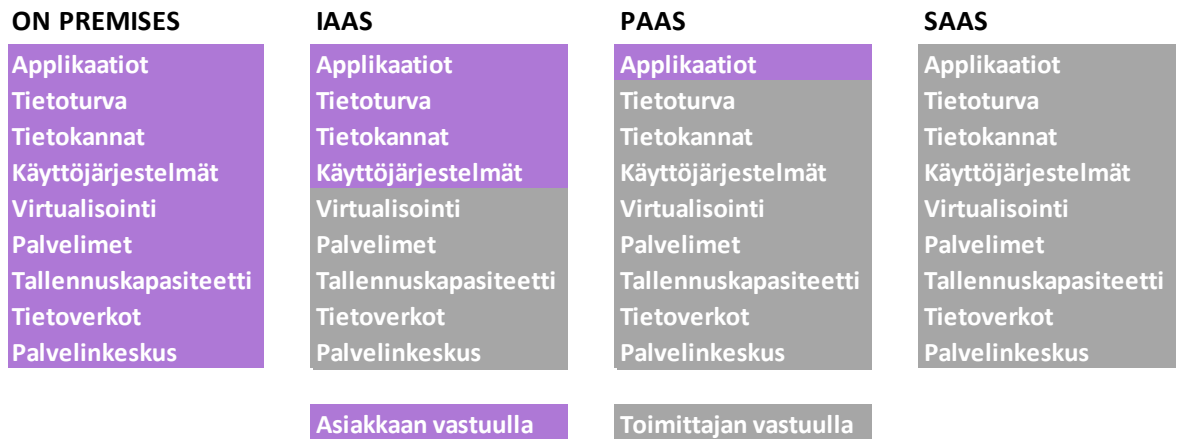 ON PREMISES IAAS PAAS SAAS
Applikaatiot Applikaatiot Applikaatiot Applikaatiot
Tietoturva Tietoturva Tietoturva Tietoturva
Tietokannat Tietokannat Tietokannat Tietokannat
Käyttöjärjestelmät Käyttöjärjestelmät Käyttöjärjestelmät Käyttöjärjestelmät
Virtualisointi Virtualisointi Virtualisointi Virtualisointi
Palvelimet Palvelimet Palvelimet Palvelimet
Tallennuskapasiteetti Tallennuskapasiteetti Tallennuskapasiteetti Tallennuskapasiteetti
Tietoverkot Tietoverkot Tietoverkot Tietoverkot
Palvelinkeskus Palvelinkeskus Palvelinkeskus Palvelinkeskus
Asiakkaan vastuulla Toimittajan vastuulla